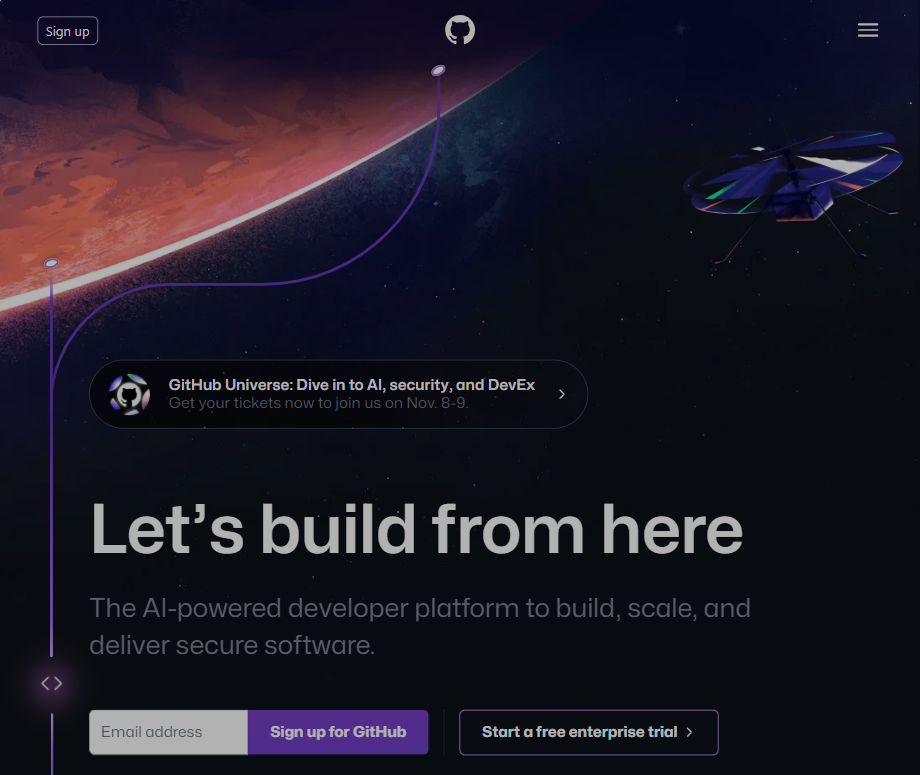 Sign up
GitHub Universe: Dive in to AI, security, and DevEx
Get your tickets now to join us on Nov. 8-9.
Let’s build from here
The AI-powered developer platform to build, scale, and
deliver secure software.
Email address
Sign up for GitHub
Start a free enterprise trial